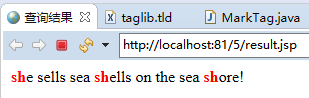 查询结果 taglib.tld MarkTag.java
http://localhost:81/5/result.jsp
she sells sea shells on the sea shore!